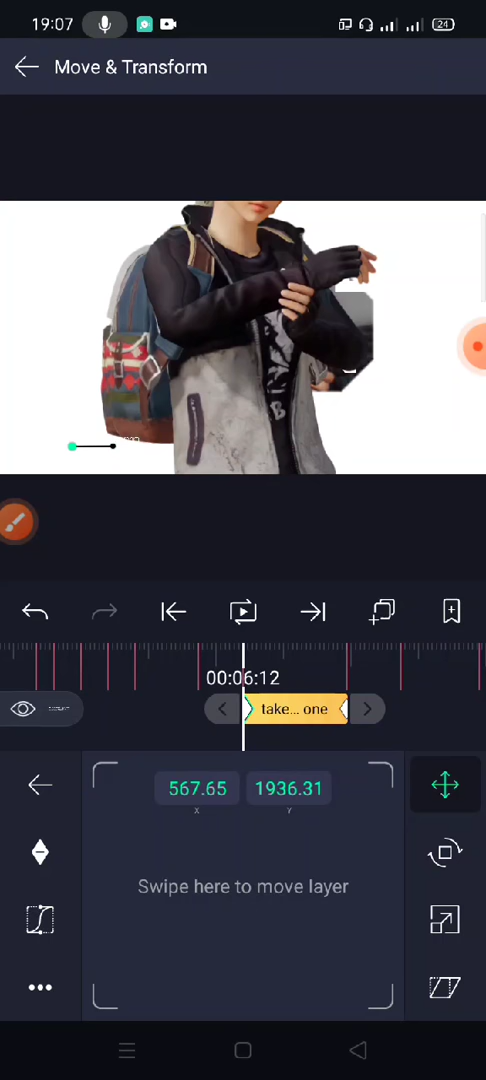 19:07
24
Move & Transform
B
00:06:12
take... one
567.65
1936.31
X
Y
Swipe here to move layer